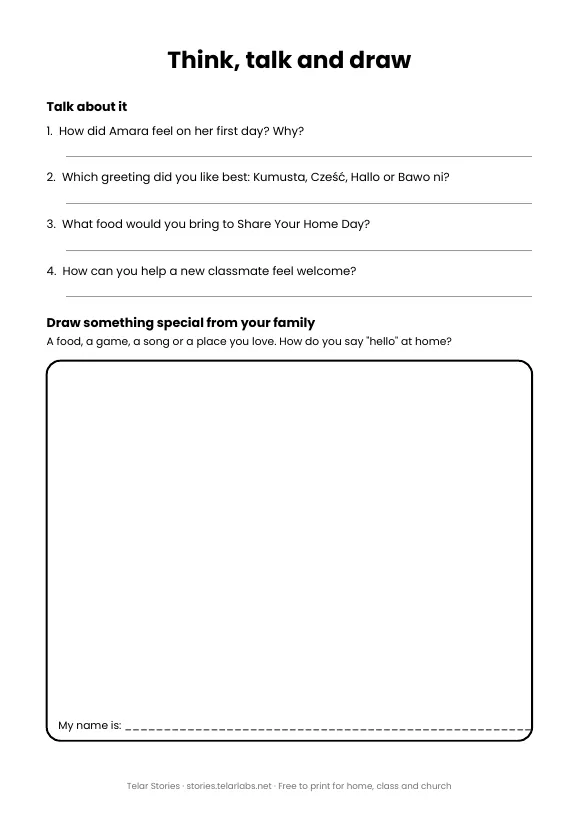 Think, talk and draw
Talk about it
1. How did Amara feel on her first day? Why?
2. Which greeting did you like best: Kumusta, Cześć, Hallo or Bawo ni?
3. What food would you bring to Share Your Home Day?
4. How can you help a new classmate feel welcome?
Draw something special from your family
A food, a game, a song or a place you love. How do you say "hello" at home?
My name is: ________________________________________________________
Telar Stories · stories.telarlabs.net · Free to print for home, class and church